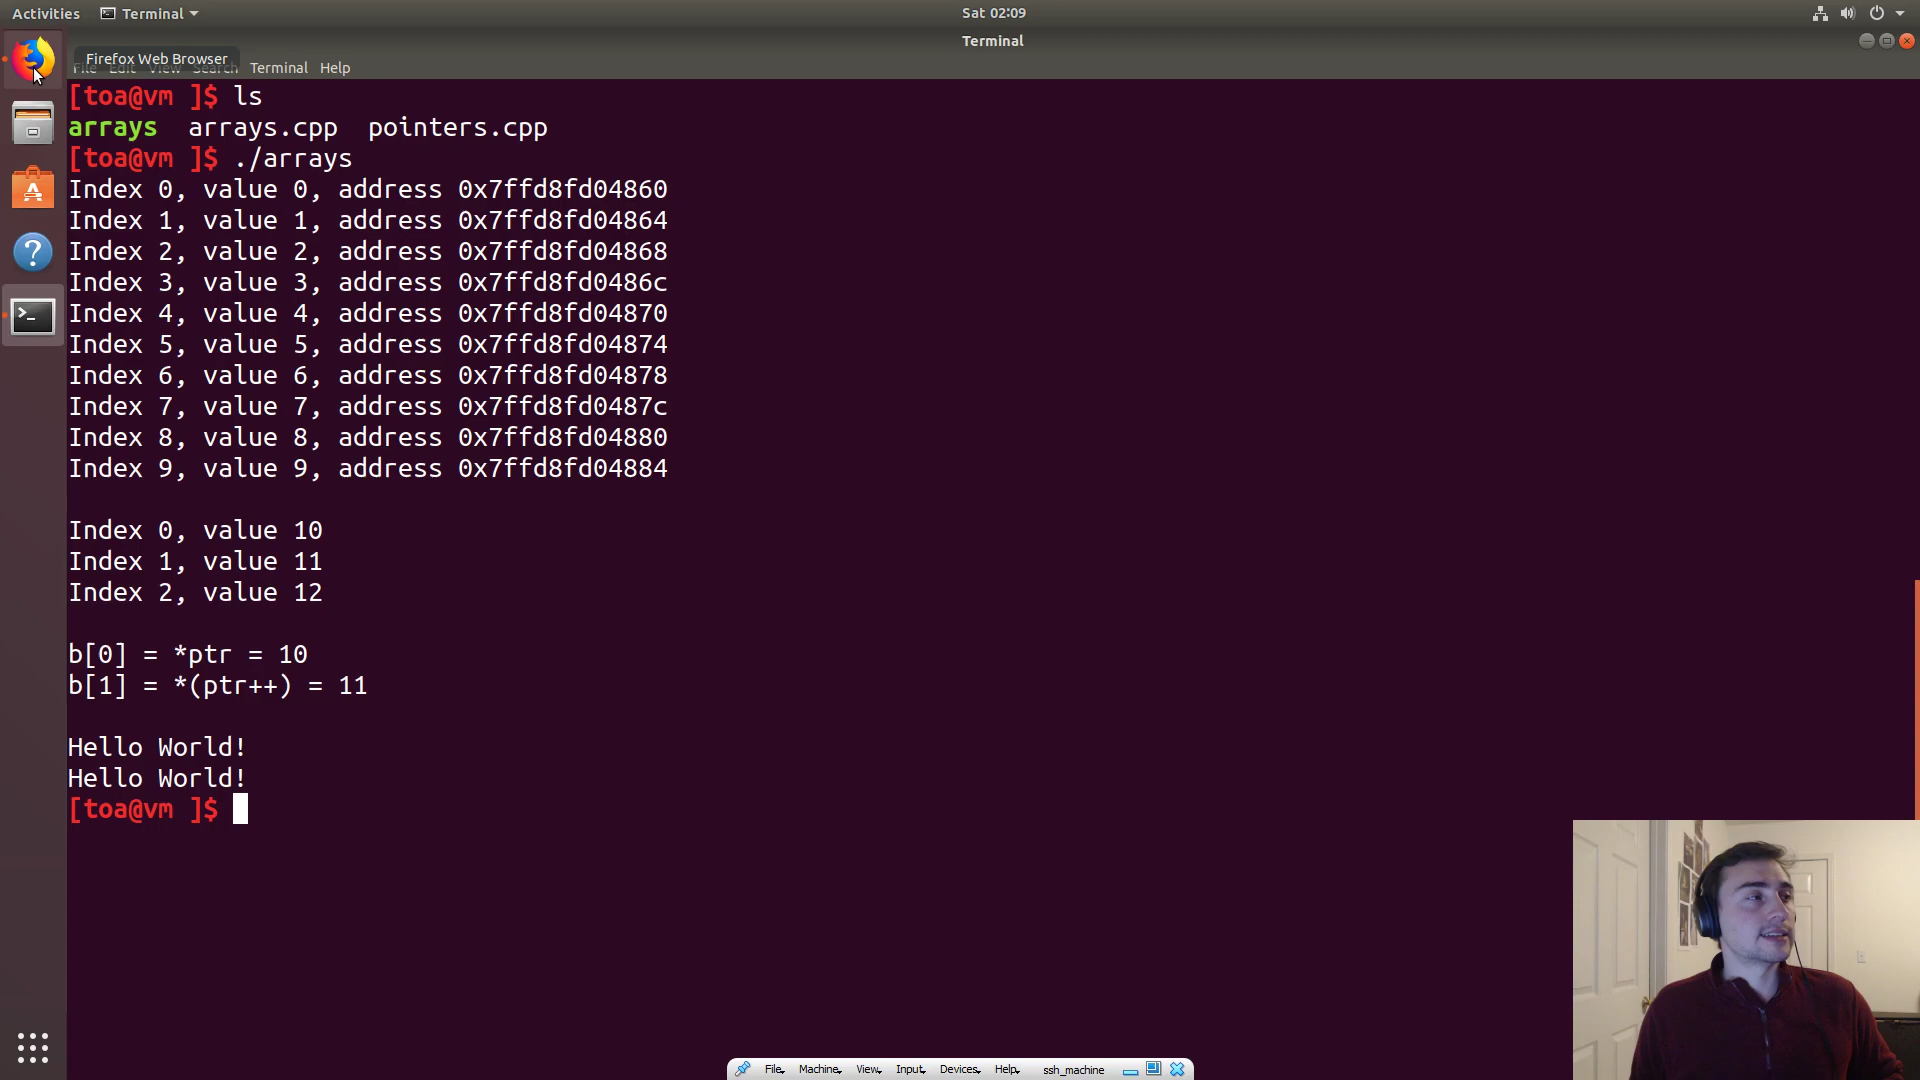 Activities Terminal Sat 02:09
Terminal
Firefox Web Browser
File Edit View Search Terminal Help
[toa@vm ]$ ls
arrays arrays.cpp pointers.cpp
[toa@vm ]$ ./arrays
Index 0, value 0, address 0x7ffd8fd04860
Index 1, value 1, address 0x7ffd8fd04864
Index 2, value 2, address 0x7ffd8fd04868
Index 3, value 3, address 0x7ffd8fd0486c
Index 4, value 4, address 0x7ffd8fd04870
Index 5, value 5, address 0x7ffd8fd04874
Index 6, value 6, address 0x7ffd8fd04878
Index 7, value 7, address 0x7ffd8fd0487c
Index 8, value 8, address 0x7ffd8fd04880
Index 9, value 9, address 0x7ffd8fd04884
Index 0, value 10
Index 1, value 11
Index 2, value 12
b[0] = *ptr = 10
b[1] = *(ptr++) = 11
Hello World!
Hello World!
[toa@vm ]$
File Machine View Input Devices Help ssh_machine